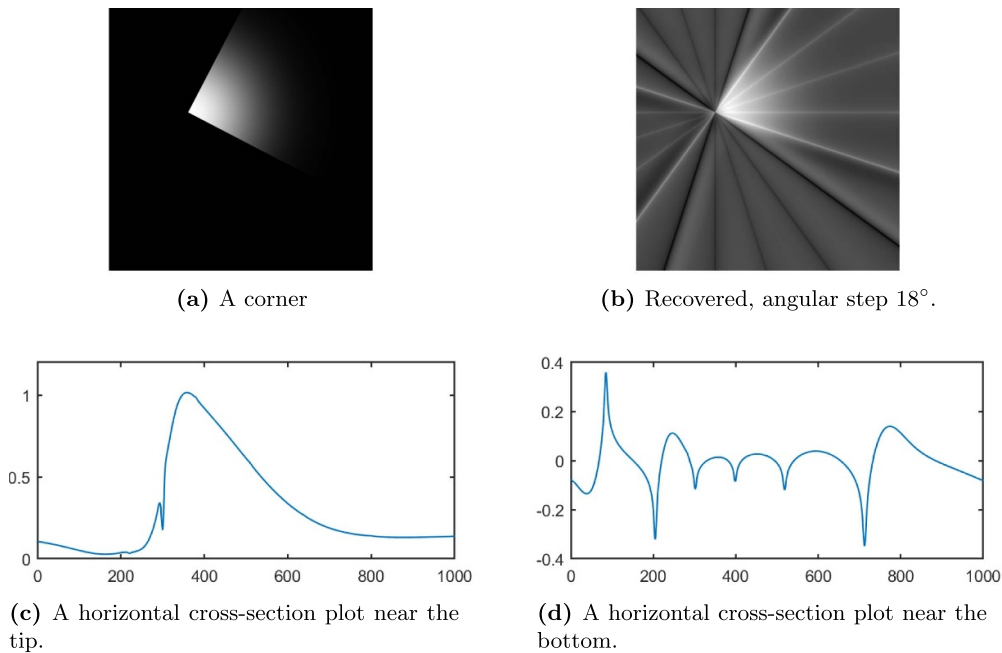 (a) A corner
(b) Recovered, angular step 18°.
1
0.5
0
0 200 400 600 800 1000
0.4
0.2
0
-0.2
-0.4
0 200 400 600 800 1000
(c) A horizontal cross-section plot near the
tip.
(d) A horizontal cross-section plot near the
bottom.